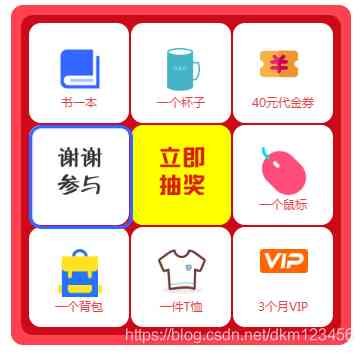 ¥
书一本
一个杯子
40元代金券
谢谢
参与
立即
抽奖
一个鼠标
VIP
一个背包
一件T恤
3个月VIP
https://blog.csdn.net/dkm123456